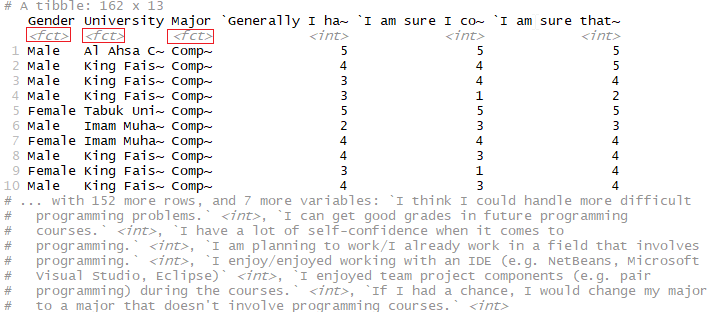 # A tibble: 162 x 13
Gender University Major `Generally I ha~ `I am sure I co~ `I am sure that~
<fct> <fct> <fct> <int> <int> <int>
1 Male Al Ahsa C~ Comp~ 5 5 5
2 Male King Fais~ Comp~ 4 4 5
3 Male King Fais~ Comp~ 3 4 4
4 Male King Fais~ Comp~ 3 1 2
5 Female Tabuk Uni~ Comp~ 5 5 5
6 Male Imam Muha~ Comp~ 2 3 3
7 Female Imam Muha~ Comp~ 4 4 4
8 Male King Fais~ Comp~ 4 3 4
9 Female King Fais~ Comp~ 3 1 4
10 Male King Fais~ Comp~ 4 3 4
# ... with 152 more rows, and 7 more variables: `I think I could handle more difficult
# programming problems.` <int>, `I can get good grades in future programming
# courses.` <int>, `I have a lot of self-confidence when it comes to
# programming.` <int>, `I am planning to work/I already work in a field that involves
# programming.` <int>, `I enjoy/enjoyed working with an IDE (e.g. NetBeans, Microsoft
# Visual Studio, Eclipse)` <int>, `I enjoyed team project components (e.g. pair
# programming) during the courses.` <int>, `If I had a chance, I would change my major
# to a major that doesn't involve programming courses.` <int>